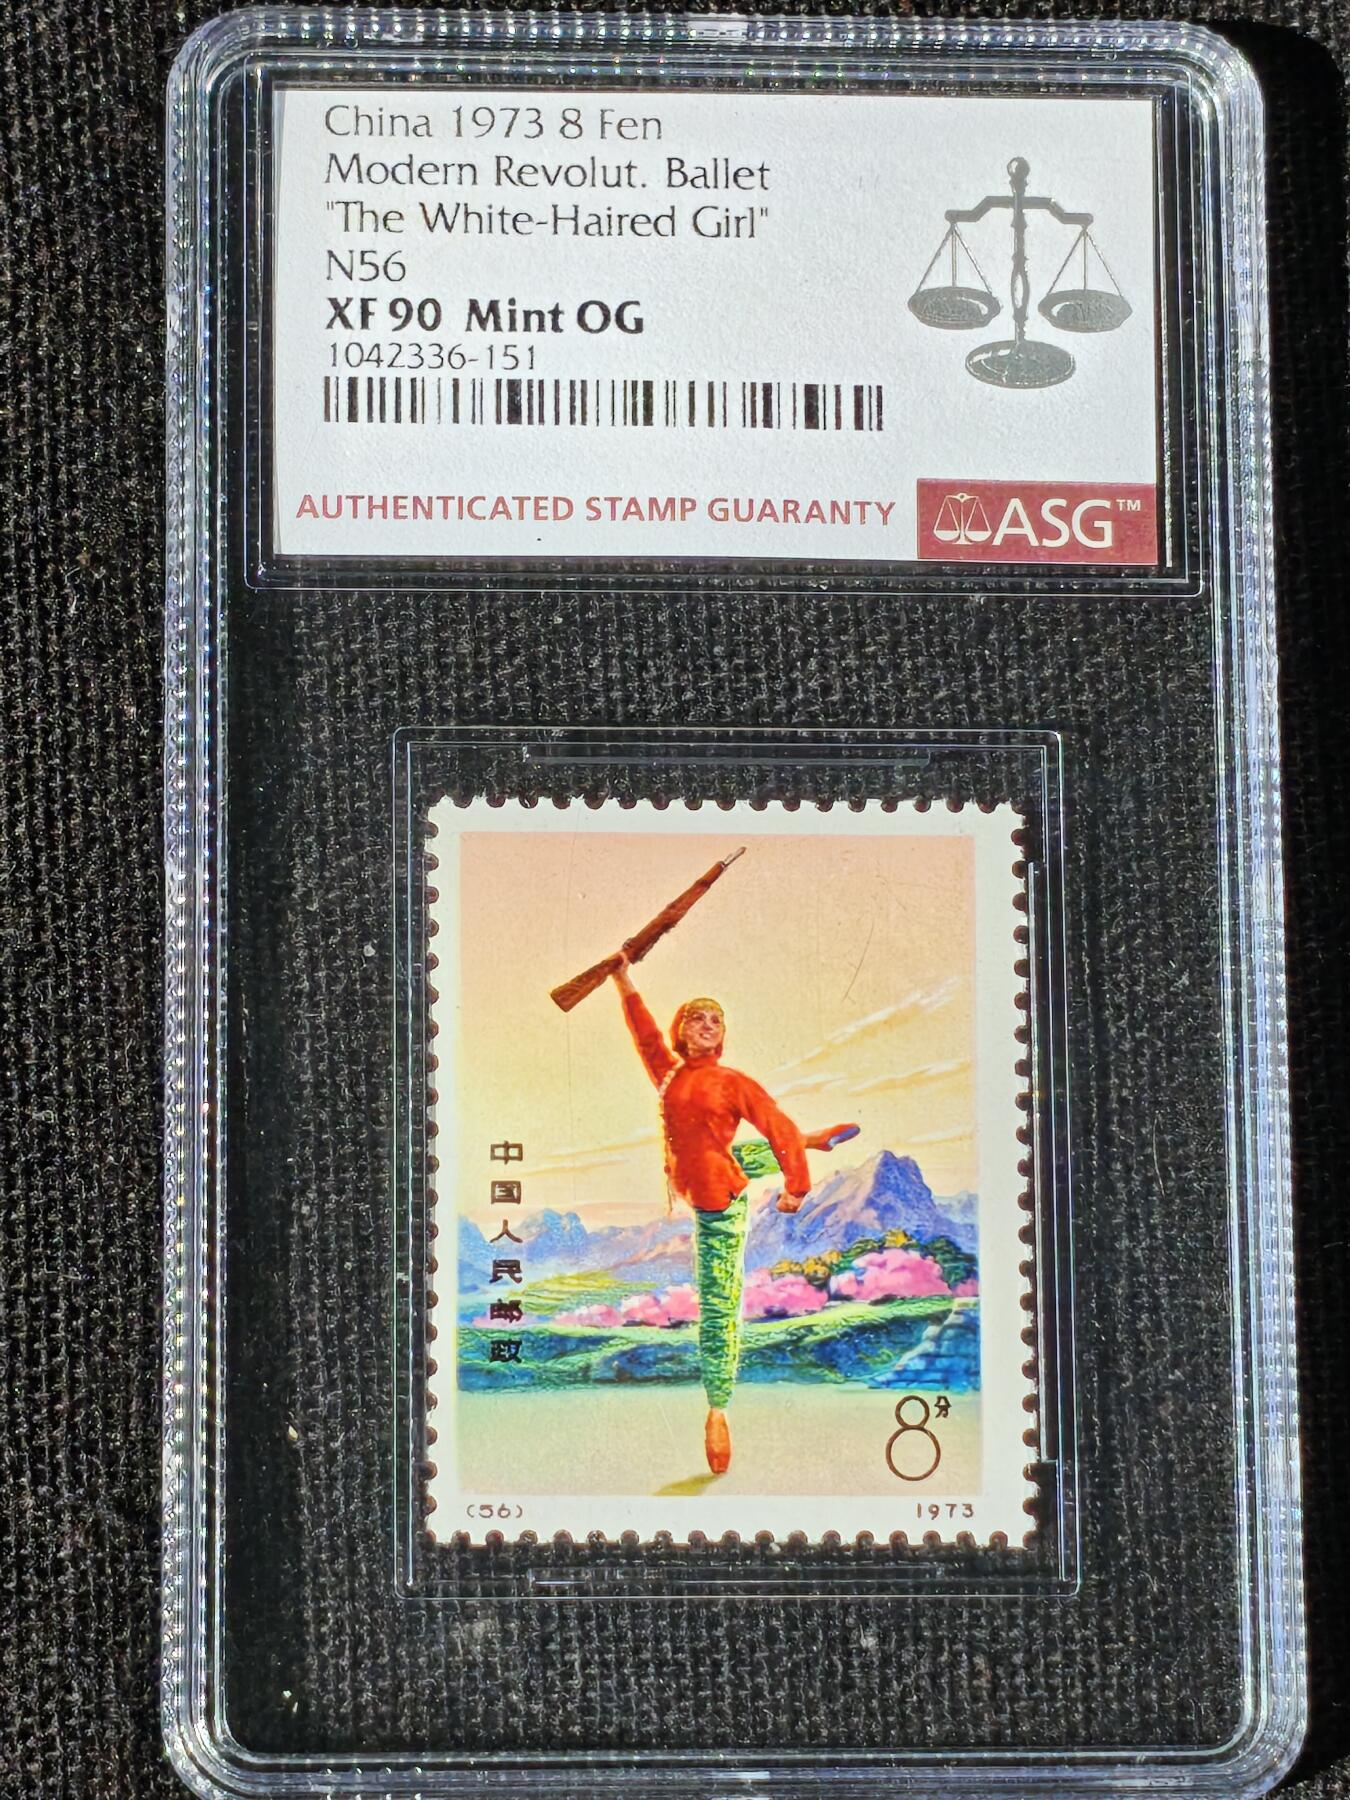 China 1973 8 Fen
Modern Revolut. Ballet
"The White-Haired Girl"
N56
XF 90 Mint OG
1042336-151
AUTHENTICATED STAMP GUARANTY
ASG™
中国人民邮政
8分
(56)
1973